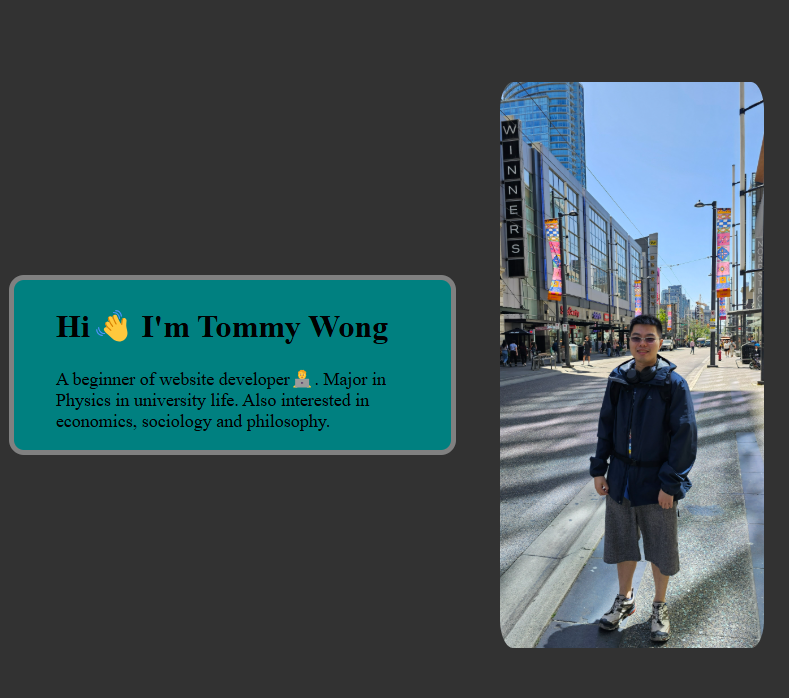 Hi👋 I'm Tommy Wong
A beginner of website developer👨‍💻. Major in
Physics in university life. Also interested in
economics, sociology and philosophy.
WINNERS